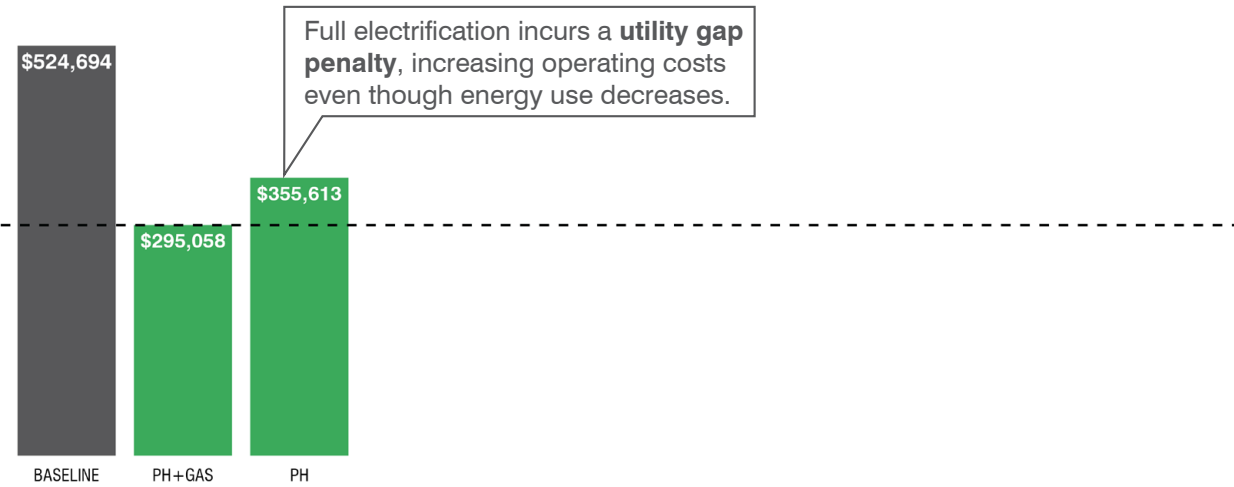 Full electrification incurs a utility gap
penalty, increasing operating costs
even though energy use decreases.
$524,694
$295,058
$355,613
BASELINE
PH+GAS
PH